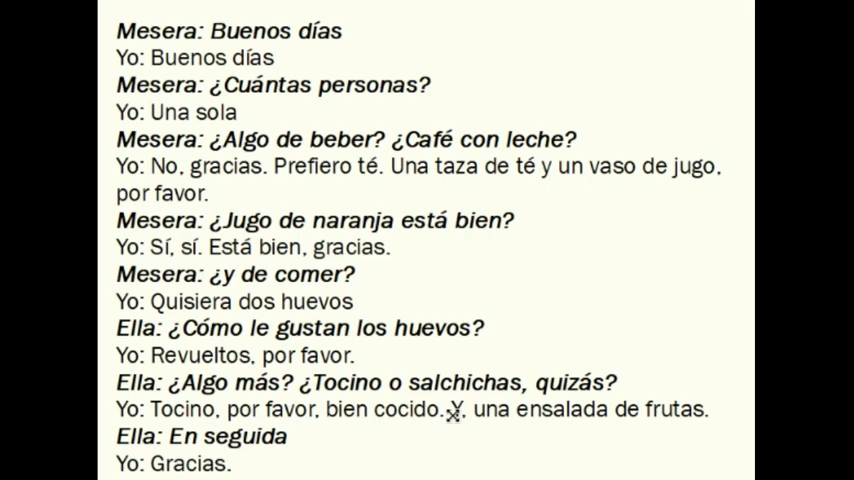 Mesera: Buenos días
Yo: Buenos días
Mesera: ¿Cuántas personas?
Yo: Una sola
Mesera: ¿Algo de beber? ¿Café con leche?
Yo: No, gracias. Prefiero té. Una taza de té y un vaso de jugo,
por favor.
Mesera: ¿Jugo de naranja está bien?
Yo: Sí, sí. Está bien, gracias.
Mesera: ¿y de comer?
Yo: Quisiera dos huevos
Ella: ¿Cómo le gustan los huevos?
Yo: Revueltos, por favor.
Ella: ¿Algo más? ¿Tocino o salchichas, quizás?
Yo: Tocino, por favor, bien cocido. Y, una ensalada de frutas.
Ella: En seguida
Yo: Gracias.